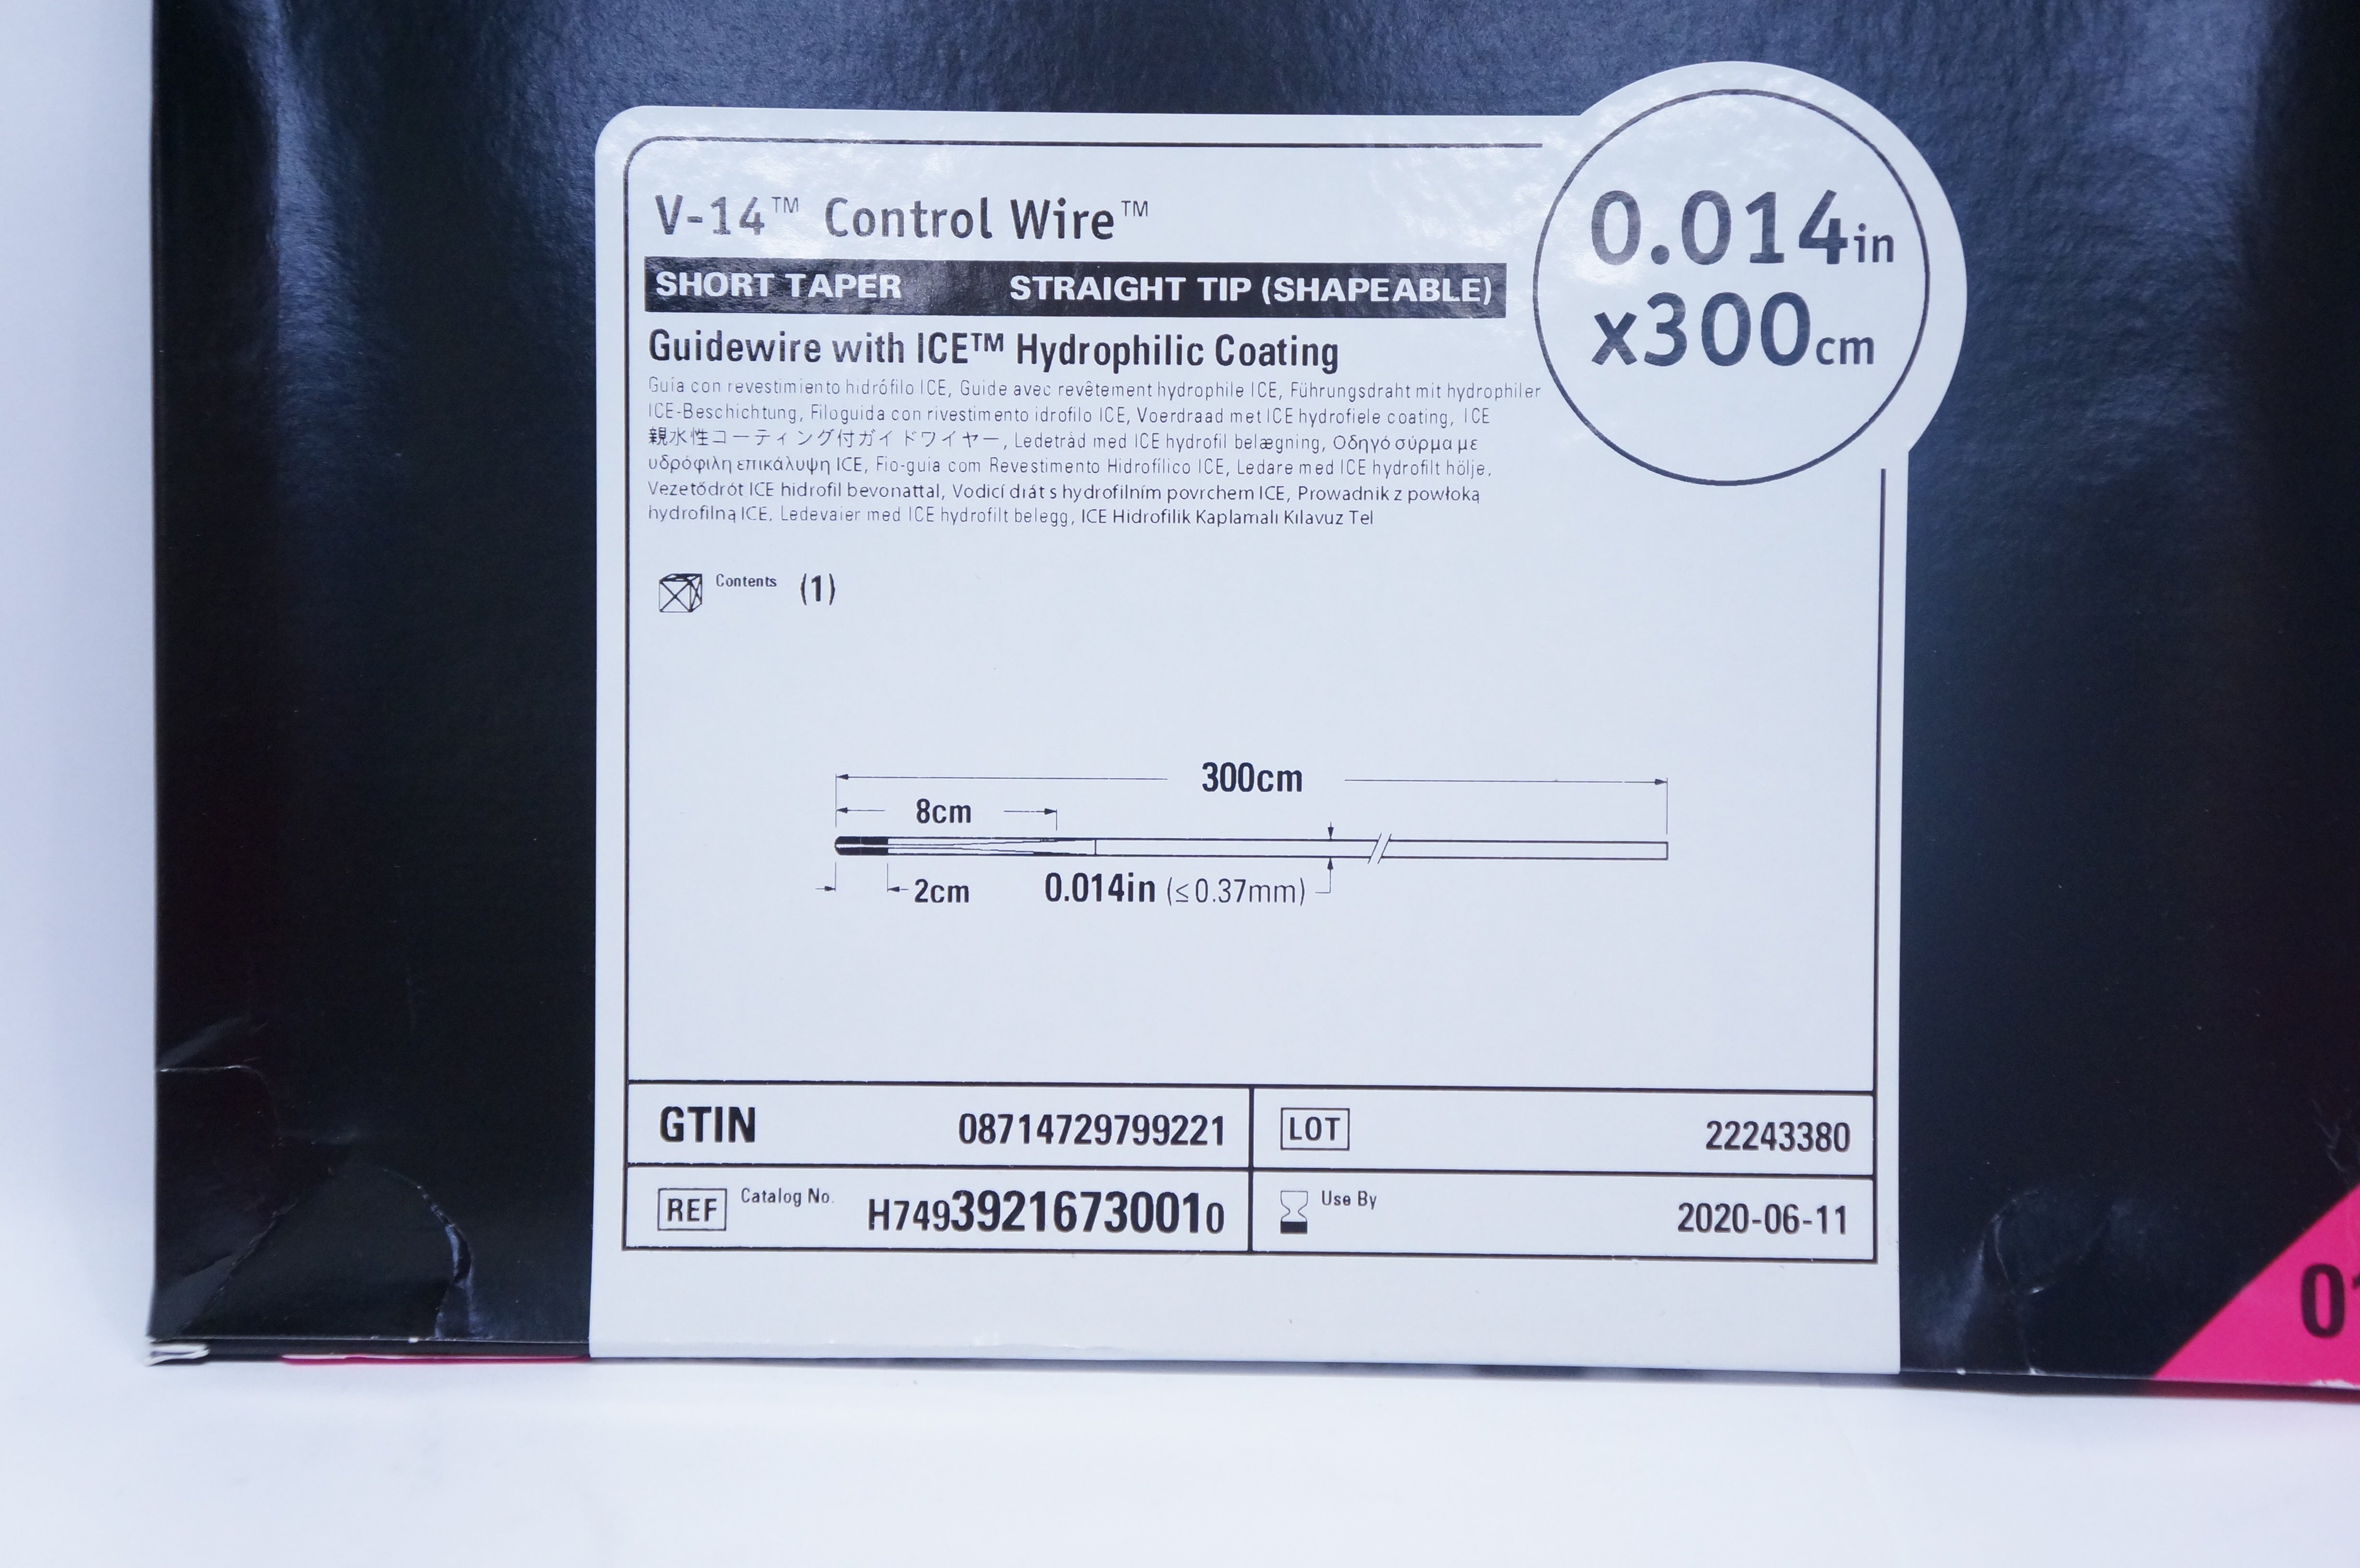 V-14™ Control Wire™
0.014in
x300cm
SHORT TAPER STRAIGHT TIP (SHAPEABLE)
Guidewire with ICE™ Hydrophilic Coating
Guía con revestimiento hidrófilo ICE, Guide avec revêtement hydrophile ICE, Führungsdraht mit hydrophiler
ICE-Beschichtung, Filoguida con rivestimento idrofilo ICE, Voerdraad met ICE hydrofiele coating, ICE
親水性コーティング付ガイドワイヤー, Ledetråd med ICE hydrofil belægning, Οδηγό σύρμα με
υδρόφιλη επικάλυψη ICE, Fio-guia com Revestimento Hidrofílico ICE, Ledare med ICE hydrofilt hölje,
Vezetődrót ICE hidrofil bevonattal, Vodicí drát s hydrofilním povrchem ICE, Prowadnik z powłoką
hydrofilną ICE, Ledevaier med ICE hydrofilt belegg, ICE Hidrofilik Kaplamalı Kılavuz Tel
Contents (1)
300cm
8cm
2cm 0.014in (≤0.37mm)
GTIN 08714729799221
LOT 22243380
REF Catalog No. H74939216730010
Use By 2020-06-11